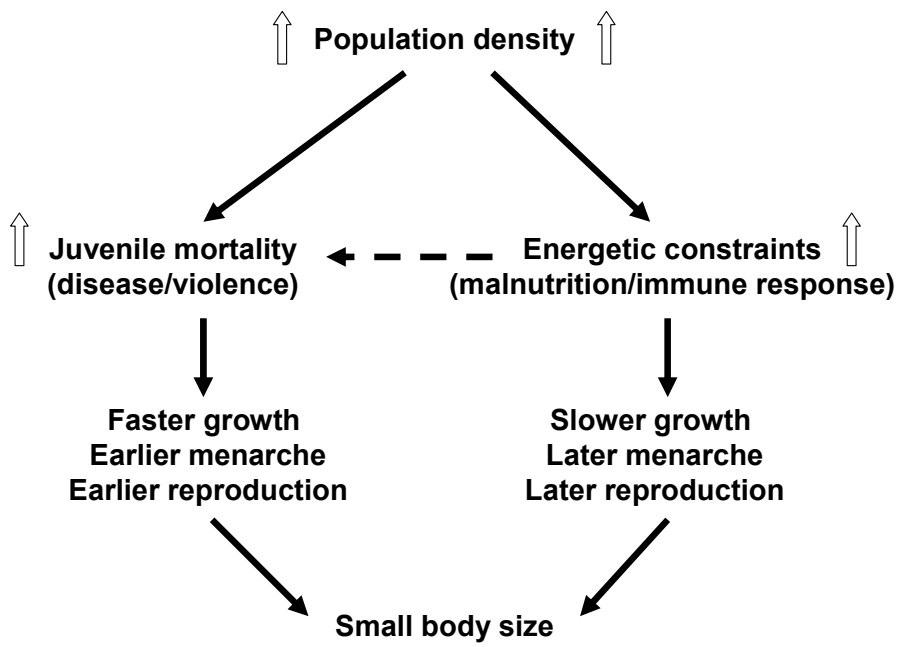 Population density
Juvenile mortality
(disease/violence)
Energetic constraints
(malnutrition/immune response)
Faster growth
Earlier menarche
Earlier reproduction
Slower growth
Later menarche
Later reproduction
Small body size